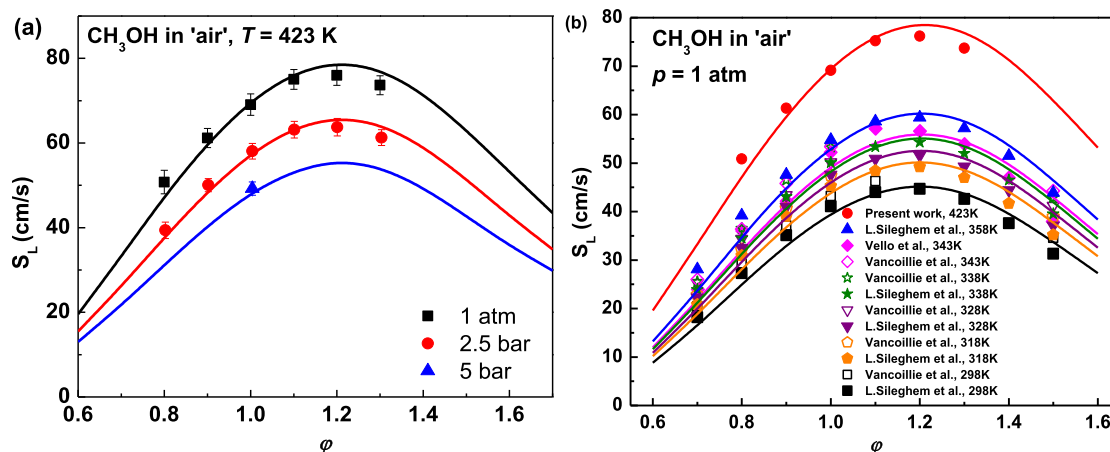 (a)
CH₃OH in 'air', T = 423 K
80
60
40
20
0
S_L (cm/s)
1 atm
2.5 bar
5 bar
0.6 0.8 1.0 1.2 1.4 1.6
φ
(b)
CH₃OH in 'air'
p = 1 atm
80
70
60
50
40
30
20
10
0
S_L (cm/s)
Present work, 423K
L.Sileghem et al., 358K
Vello et al., 343K
Vancoillie et al., 343K
Vancoillie et al., 338K
L.Sileghem et al., 338K
Vancoillie et al., 328K
L.Sileghem et al., 328K
Vancoillie et al., 318K
L.Sileghem et al., 318K
Vancoillie et al., 298K
L.Sileghem et al., 298K
0.6 0.8 1.0 1.2 1.4 1.6
φ